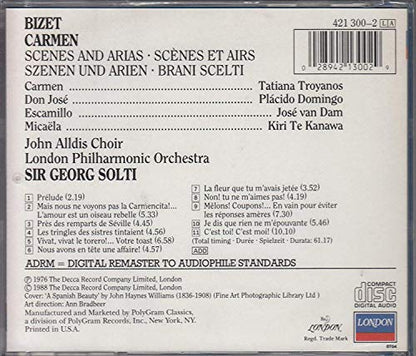 BIZET
CARMEN
SCENES AND ARIAS · SCÈNES ET AIRS
SZENEN UND ARIEN · BRANI SCELTI
421 300-2 LA
0 28942 13002 9
Carmen Tatiana Troyanos
Don José Plácido Domingo
Escamillo José van Dam
Micaëla Kiri Te Kanawa
John Alldis Choir
London Philharmonic Orchestra
SIR GEORG SOLTI
1 Prélude (2.19)
2 Mais nous ne voyons pas la Carmencita!...
L'amour est un oiseau rebelle (5.33)
3 Près des remparts de Séville (4.45)
4 Les tringles des sistres tintaient (4.56)
5 Vivat, vivat le torero!... Votre toast (6.58)
6 Nous avons en tête une affaire! (4.57)
7 La fleur que tu m'avais jetée (3.52)
8 Non! tu ne m'aimes pas! (4.19)
9 Mêlons! Coupons!... En vain pour éviter
les réponses amères (7.30)
10 Je dis que rien ne m'épouvante (5.46)
11 C'est toi! C'est moi! (10.10)
(Total timing · Durée · Spielzeit · Durata: 61.17)
ADD
ADRM = DIGITAL REMASTER TO AUDIOPHILE STANDARDS
℗ 1976 The Decca Record Company Limited, London
© 1988 The Decca Record Company Limited, London
Cover: 'A Spanish Beauty' by John Haynes Williams (1836-1908) (Fine Art Photographic Library Ltd)
Art direction: Ann Bradbeer
Manufactured and Marketed by PolyGram Classics,
a division of PolyGram Records, Inc., New York, NY.
Printed in U.S.A.
COMPACT
disc
DIGITAL AUDIO
LONDON
Regd. Trade Mark
LONDON